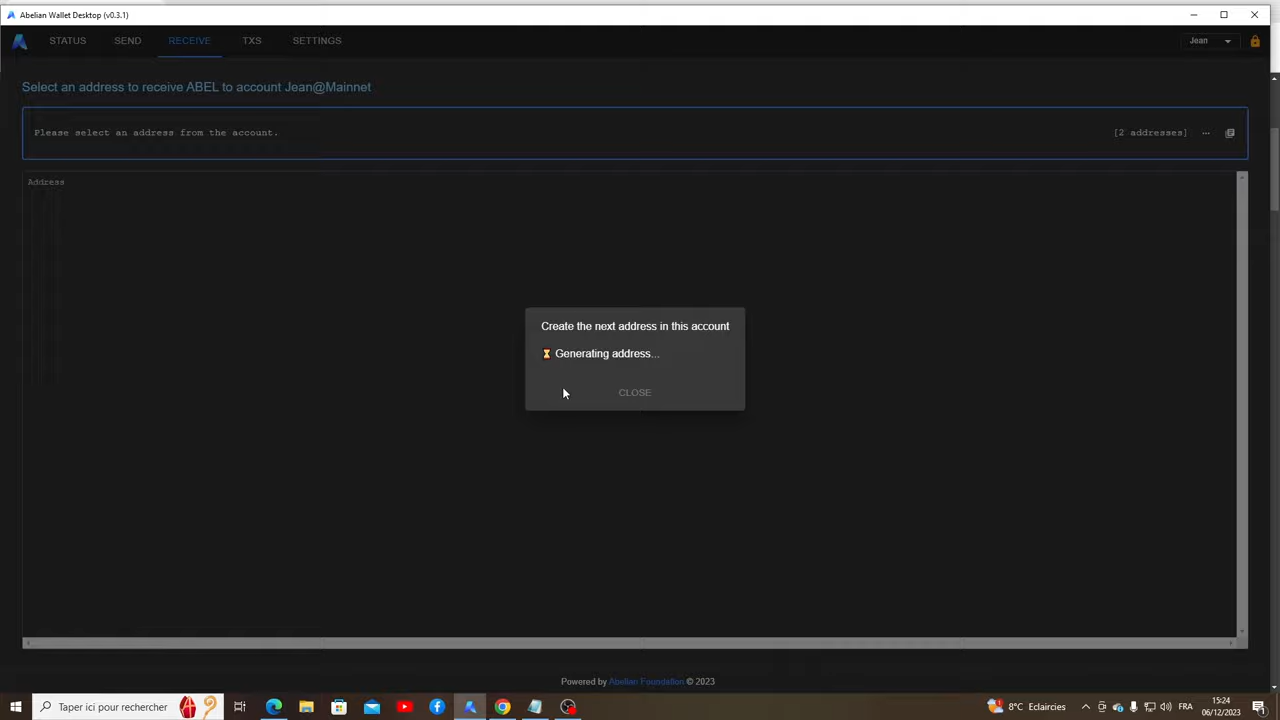 Abelian Wallet Desktop (v0.3.1)
STATUS SEND RECEIVE TXS SETTINGS Jean
Select an address to receive ABEL to account Jean@Mainnet
Please select an address from the account. [2 addresses] ...
Address
Create the next address in this account
Generating address...
CLOSE
Powered by Abelian Foundation © 2023
Taper ici pour rechercher 8°C Eclaircies FRA 15:24
06/12/2023